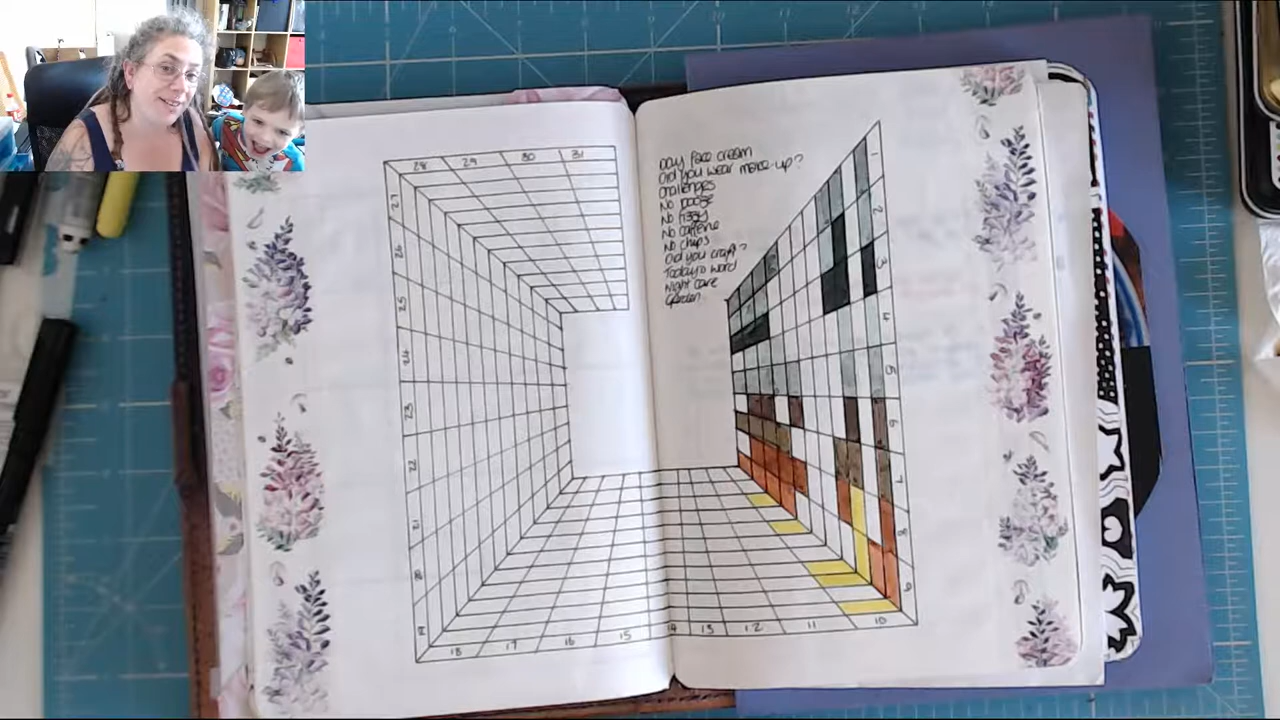 Day face cream
Did you wear make-up?
challenges
No booze
No fizzy
No caffeine
No chips
Did you craft?
Today's word
Night care
Garden
28 29 30 31
27
26
25
24
23
22
21
20
19
18 17 16 15 14 13 12 11 10
1
2
3
4
5
6
7
8
9